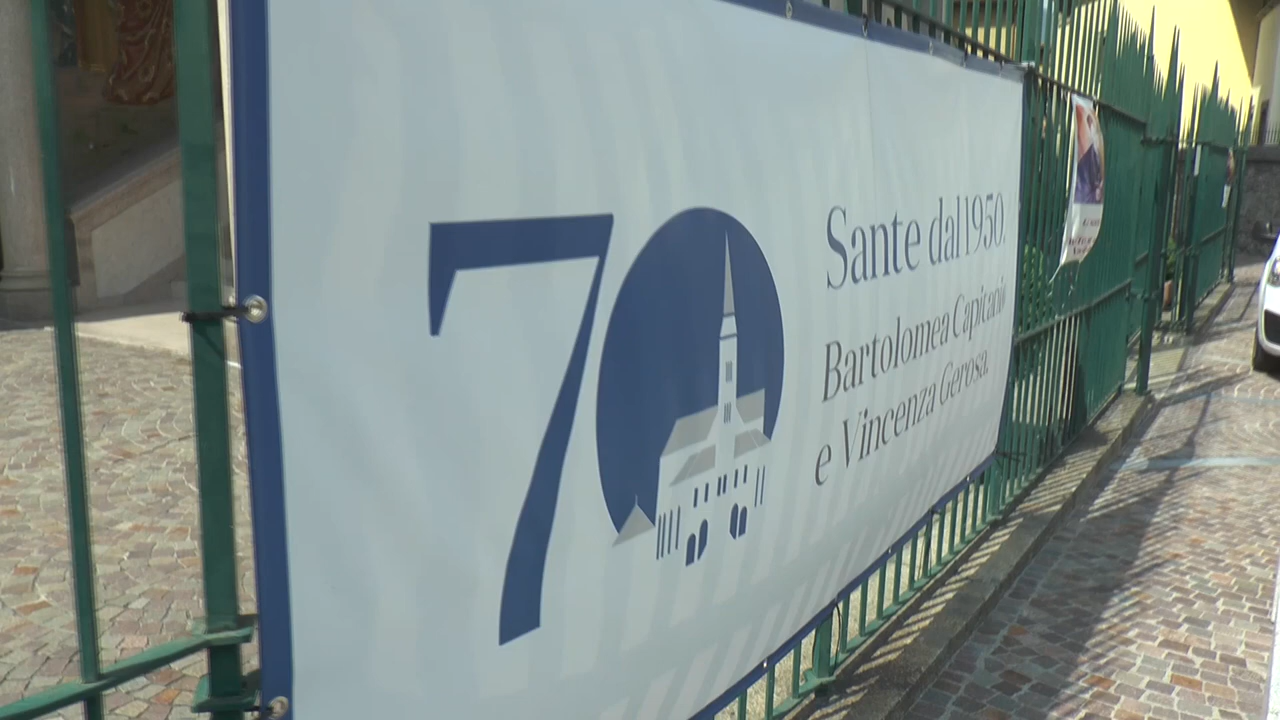 70
Sante dal 1950.
Bartolomea Capitanio
e Vincenza Gerosa.